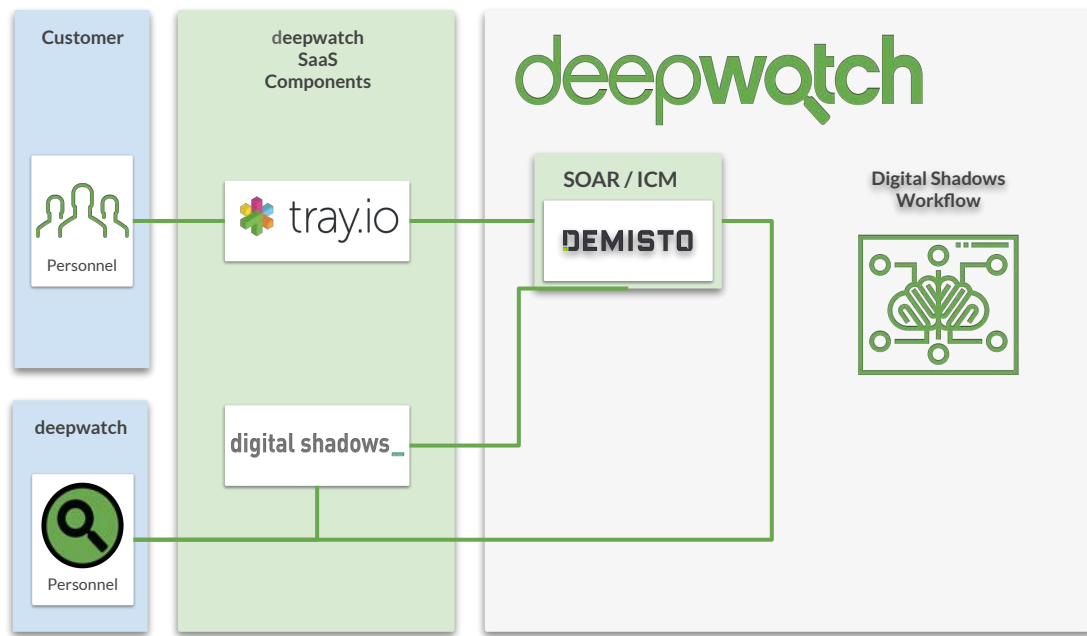 Customer
Personnel
deepwatch
Personnel
deepwatch
SaaS
Components
tray.io
digital shadows_
deepwatch
SOAR / ICM
DEMISTO
Digital Shadows
Workflow